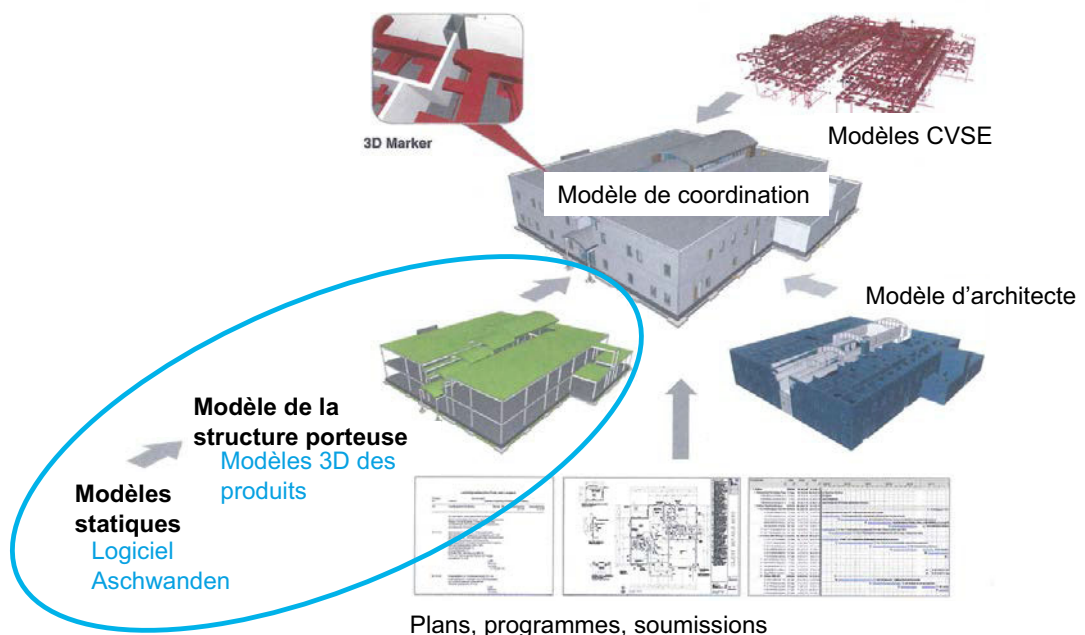 3D Marker
Modèles CVSE
Modèle de coordination
Modèle d'architecte
Modèle de la
structure porteuse
Modèles 3D des
produits
Modèles
statiques
Logiciel
Aschwanden
Plans, programmes, soumissions